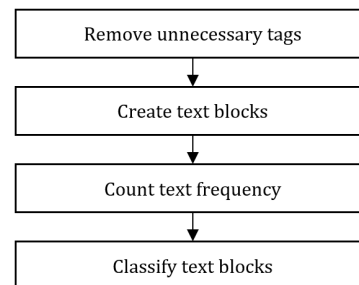 Remove unnecessary tags
Create text blocks
Count text frequency
Classify text blocks